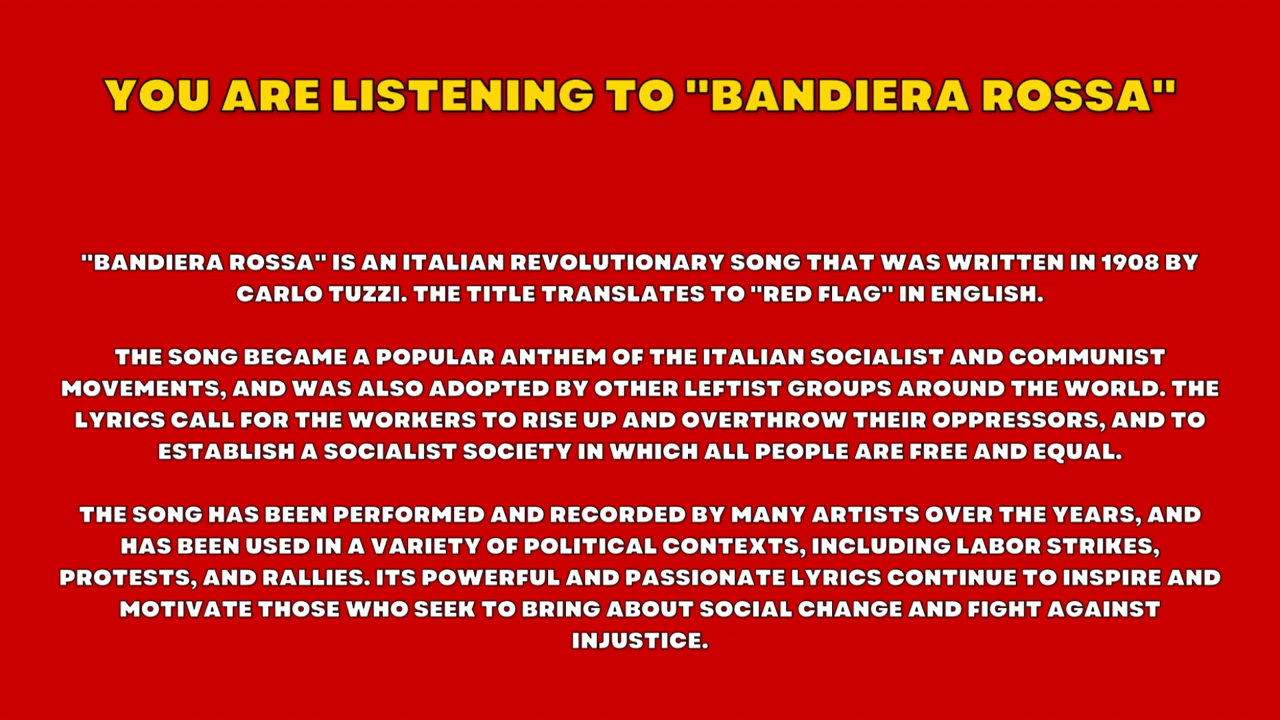 YOU ARE LISTENING TO "BANDIERA ROSSA"
"BANDIERA ROSSA" IS AN ITALIAN REVOLUTIONARY SONG THAT WAS WRITTEN IN 1908 BY
CARLO TUZZI. THE TITLE TRANSLATES TO "RED FLAG" IN ENGLISH.
THE SONG BECAME A POPULAR ANTHEM OF THE ITALIAN SOCIALIST AND COMMUNIST
MOVEMENTS, AND WAS ALSO ADOPTED BY OTHER LEFTIST GROUPS AROUND THE WORLD. THE
LYRICS CALL FOR THE WORKERS TO RISE UP AND OVERTHROW THEIR OPPRESSORS, AND TO
ESTABLISH A SOCIALIST SOCIETY IN WHICH ALL PEOPLE ARE FREE AND EQUAL.
THE SONG HAS BEEN PERFORMED AND RECORDED BY MANY ARTISTS OVER THE YEARS, AND
HAS BEEN USED IN A VARIETY OF POLITICAL CONTEXTS, INCLUDING LABOR STRIKES,
PROTESTS, AND RALLIES. ITS POWERFUL AND PASSIONATE LYRICS CONTINUE TO INSPIRE AND
MOTIVATE THOSE WHO SEEK TO BRING ABOUT SOCIAL CHANGE AND FIGHT AGAINST
INJUSTICE.